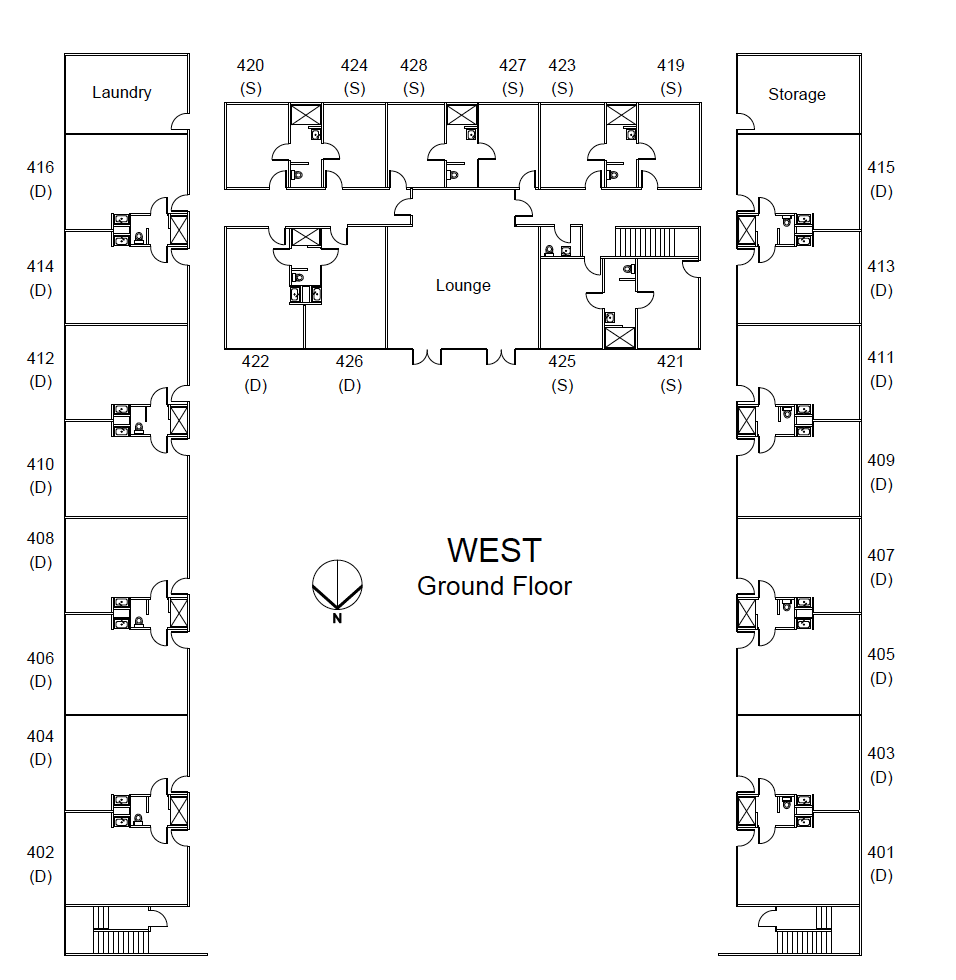 420
(S)
424
(S)
428
(S)
427
(S)
423
(S)
419
(S)
Laundry
Storage
416
(D)
415
(D)
414
(D)
413
(D)
Lounge
422
(D)
426
(D)
425
(S)
421
(S)
412
(D)
411
(D)
410
(D)
409
(D)
408
(D)
407
(D)
WEST
Ground Floor
N
406
(D)
405
(D)
404
(D)
403
(D)
402
(D)
401
(D)